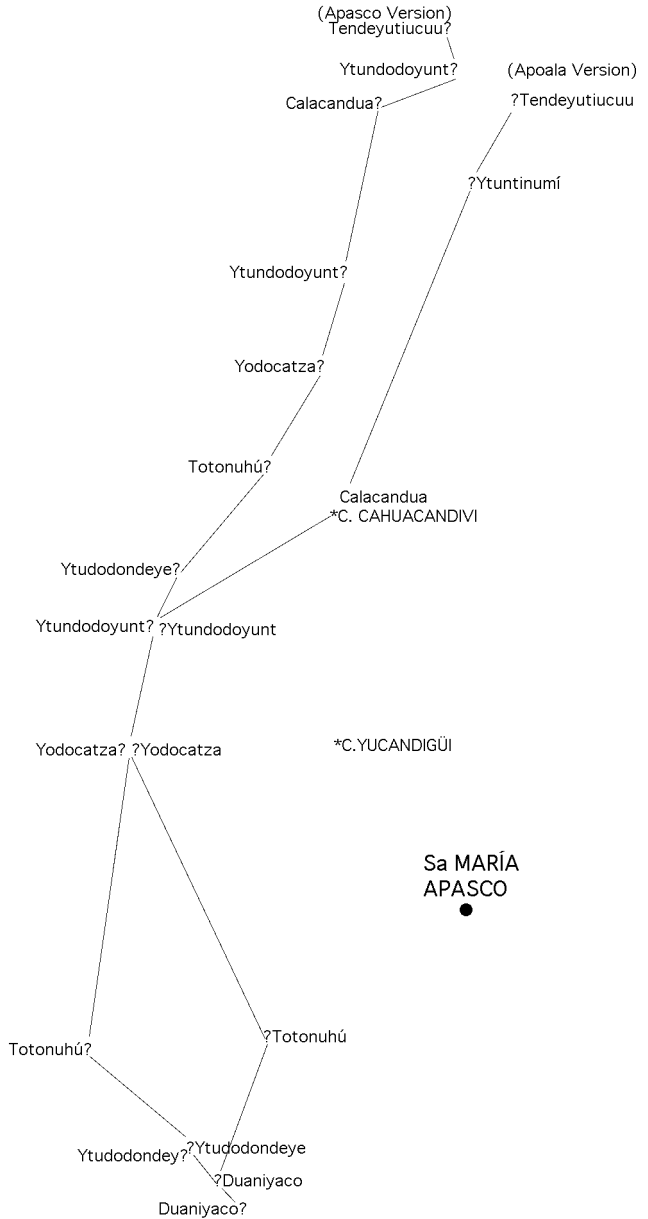 (Apasco Version)
Tendeyutiucuu?
Ytundodoyunt?
(Apoala Version)
Calacandua?
?Tendeyutiucuu
?Ytuntinumí
Ytundodoyunt?
Yodocatza?
Totonuhú?
Calacandua
*C. CAHUACANDIVI
Ytudodondeye?
Ytundodoyunt? ?Ytundodoyunt
Yodocatza? ?Yodocatza
*C.YUCANDIGÜI
Sa MARÍA
APASCO
?Totonuhú
Totonuhú?
?Ytudodondeye
Ytudodondey?
?Duaniyaco
Duaniyaco?